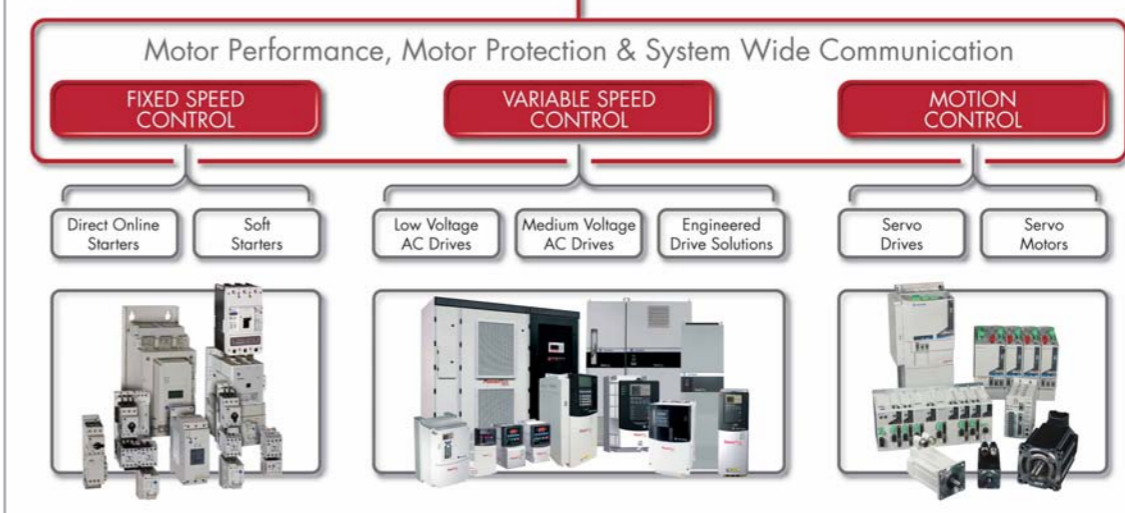 Motor Performance, Motor Protection & System Wide Communication
FIXED SPEED
CONTROL
VARIABLE SPEED
CONTROL
MOTION
CONTROL
Direct Online
Starters
Soft
Starters
Low Voltage
AC Drives
Medium Voltage
AC Drives
Engineered
Drive Solutions
Servo
Drives
Servo
Motors